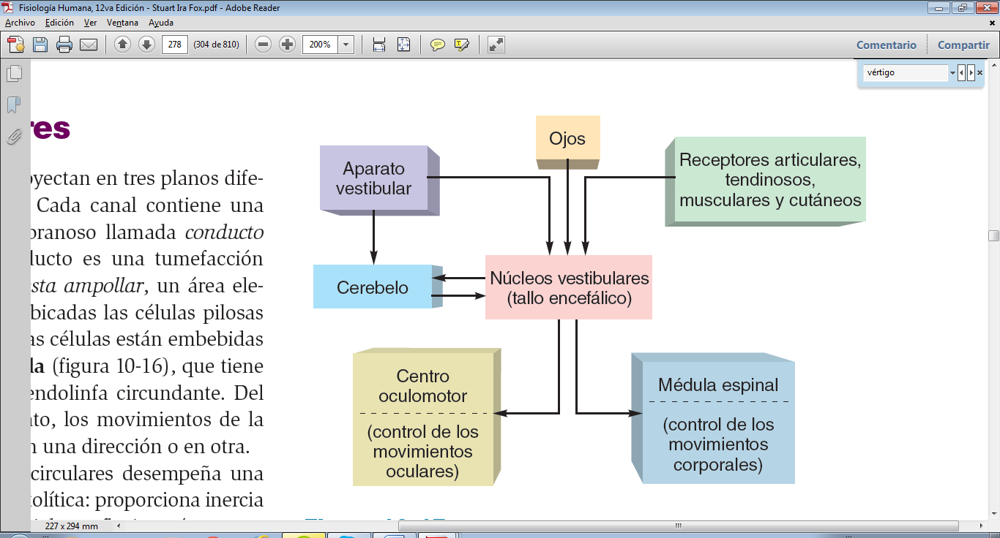 Fisiología Humana, 12va Edición - Stuart Ira Fox.pdf - Adobe Reader
Archivo Edición Ver Ventana Ayuda
278 (304 de 810) 200% Comentario Compartir
vértigo
res
oyectan en tres planos dife-
Cada canal contiene una
branoso llamada conducto
ducto es una tumefacción
sta ampollar, un área ele-
bicadas las células pilosas
as células están embebidas
la (figura 10-16), que tiene
endolinfa circundante. Del
nto, los movimientos de la
n una dirección o en otra.
circulares desempeña una
olítica: proporciona inercia
Aparato
vestibular
Ojos
Receptores articulares,
tendinosos,
musculares y cutáneos
Cerebelo
Núcleos vestibulares
(tallo encefálico)
Centro
oculomotor
(control de los
movimientos
oculares)
Médula espinal
(control de los
movimientos
corporales)
227 x 294 mm